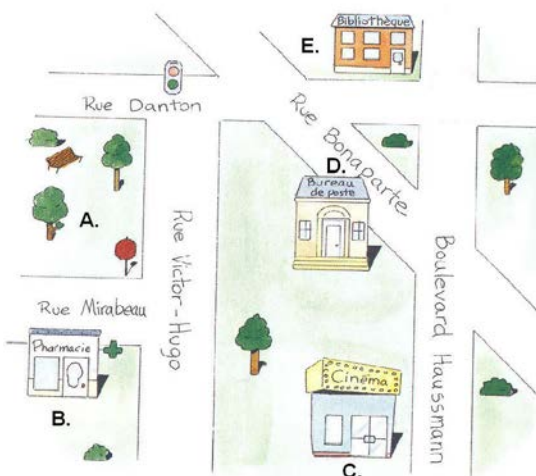 Bibliothèque
E.
Rue Danton
Rue Bonaparte
D.
Bureau
de poste
A.
Rue Victor-Hugo
Boulevard Haussmann
Rue Mirabeau
Pharmacie
Cinéma
B.
C.